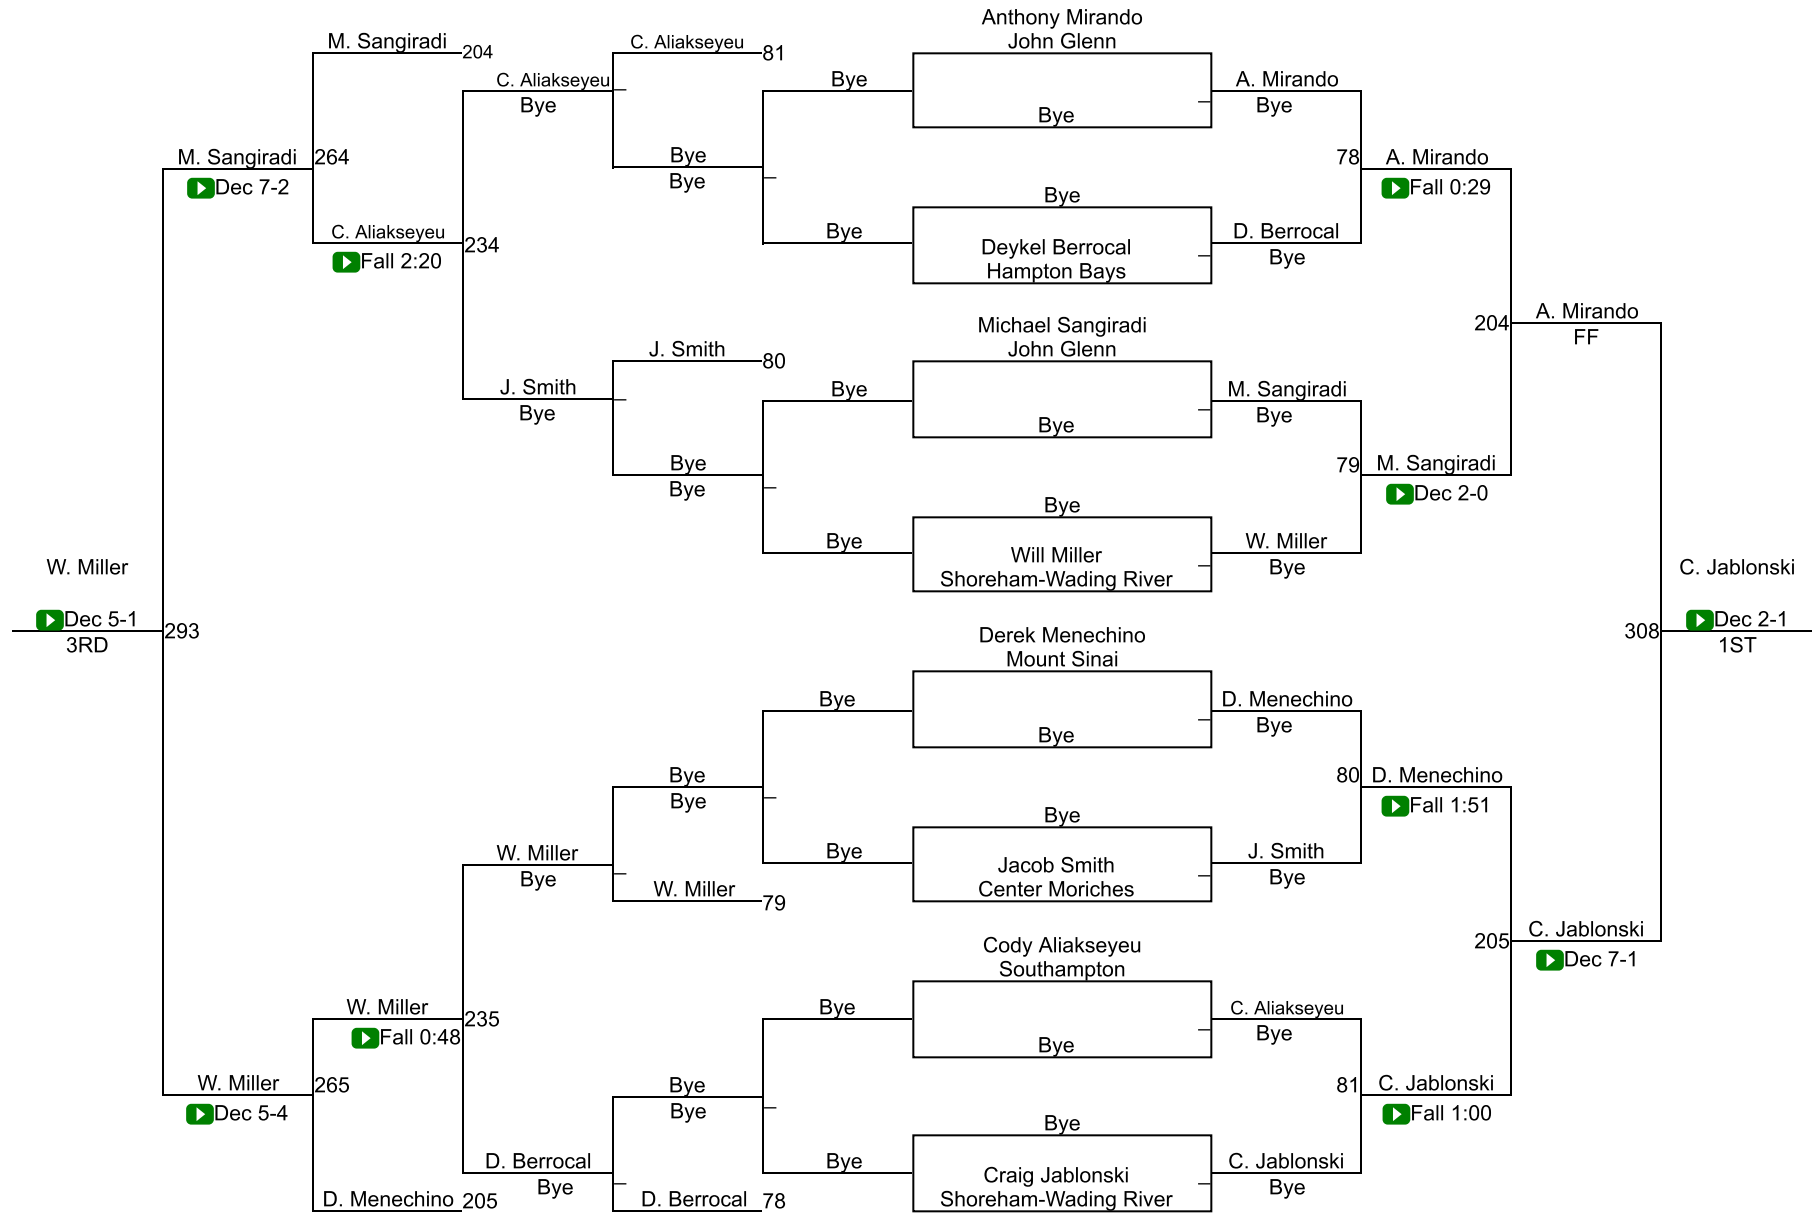 Anthony Mirando
John Glenn
M. Sangiradi
204
C. Aliakseyeu
81
C. Aliakseyeu
Bye
Bye
Bye
A. Mirando
Bye
M. Sangiradi
264
Dec 7-2
Bye
Bye
78
A. Mirando
Fall 0:29
Bye
C. Aliakseyeu
234
Fall 2:20
Bye
Deykel Berrocal
Hampton Bays
D. Berrocal
Bye
204
A. Mirando
FF
Michael Sangiradi
John Glenn
J. Smith
80
J. Smith
Bye
Bye
Bye
M. Sangiradi
Bye
Bye
Bye
79
M. Sangiradi
Dec 2-0
Bye
Bye
Will Miller
Shoreham-Wading River
W. Miller
Bye
W. Miller
Dec 5-1
3RD
293
C. Jablonski
308
Dec 2-1
1ST
Derek Menechino
Mount Sinai
Bye
Bye
D. Menechino
Bye
Bye
Bye
80
D. Menechino
Fall 1:51
Bye
W. Miller
Bye
Bye
Jacob Smith
Center Moriches
J. Smith
Bye
W. Miller
79
Cody Aliakseyeu
Southampton
205
C. Jablonski
Dec 7-1
W. Miller
235
Fall 0:48
Bye
Bye
C. Aliakseyeu
Bye
W. Miller
265
Dec 5-4
Bye
Bye
81
C. Jablonski
Fall 1:00
Bye
D. Berrocal
Bye
Bye
Craig Jablonski
Shoreham-Wading River
C. Jablonski
Bye
D. Menechino
205
D. Berrocal
78